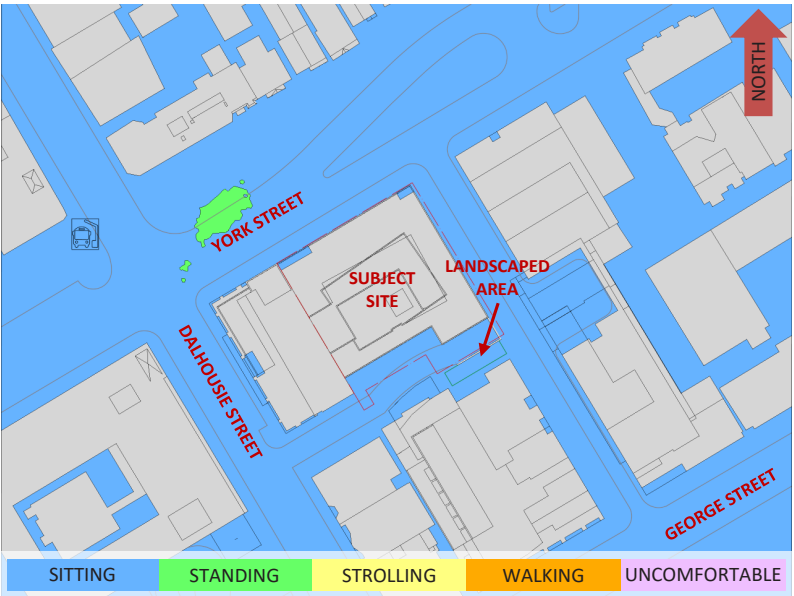 NORTH
YORK STREET
SUBJECT
SITE
LANDSCAPED
AREA
DALHOUSIE STREET
GEORGE STREET
SITTING
STANDING
STROLLING
WALKING
UNCOMFORTABLE